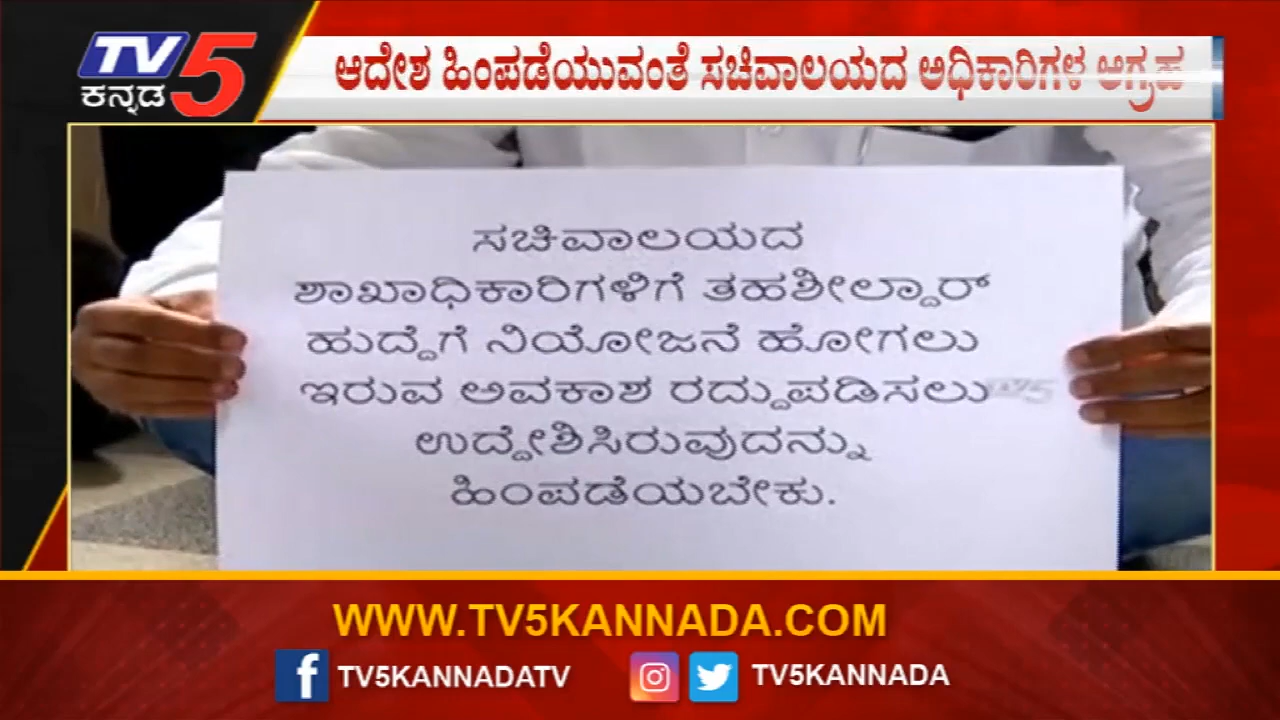 TV5
ಕನ್ನಡ
ಆದೇಶ ಹಿಂಪಡೆಯುವಂತೆ ಸಚಿವಾಲಯದ ಅಧಿಕಾರಿಗಳ ಆಗ್ರಹ
ಸಚಿವಾಲಯದ
ಶಾಖಾಧಿಕಾರಿಗಳಿಗೆ ತಹಶೀಲ್ದಾರ್
ಹುದ್ದೆಗೆ ನಿಯೋಜನೆ ಹೋಗಲು
ಇರುವ ಅವಕಾಶ ರದ್ದುಪಡಿಸಲು
ಉದ್ದೇಶಿಸಿರುವುದನ್ನು
ಹಿಂಪಡೆಯಬೇಕು.
WWW.TV5KANNADA.COM
TV5KANNADATV
TV5KANNADA